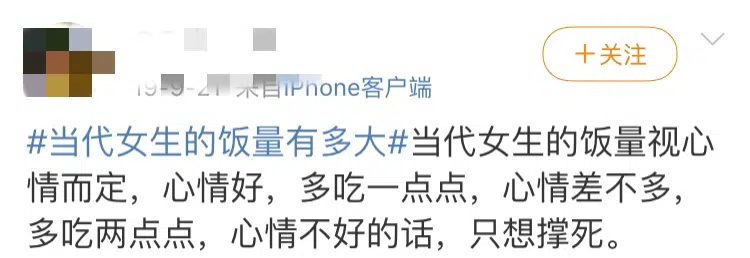 +关注
19-9-21 来自iPhone客户端
#当代女生的饭量有多大#当代女生的饭量视心
情而定，心情好，多吃一点点，心情差不多，
多吃两点点，心情不好的话，只想撑死。